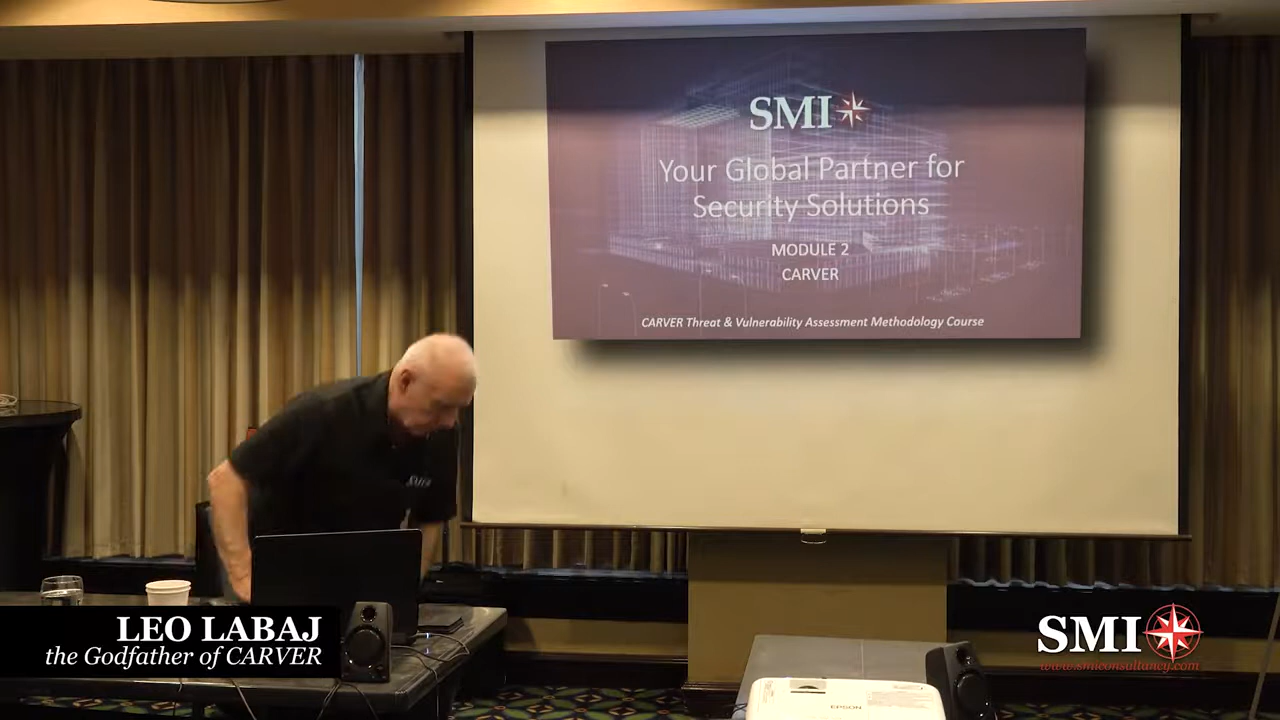 SMI
Your Global Partner for
Security Solutions
MODULE 2
CARVER
CARVER Threat & Vulnerability Assessment Methodology Course
LEO LABAJ
the Godfather of CARVER
SMI
www.smiconsultancy.com
EPSON